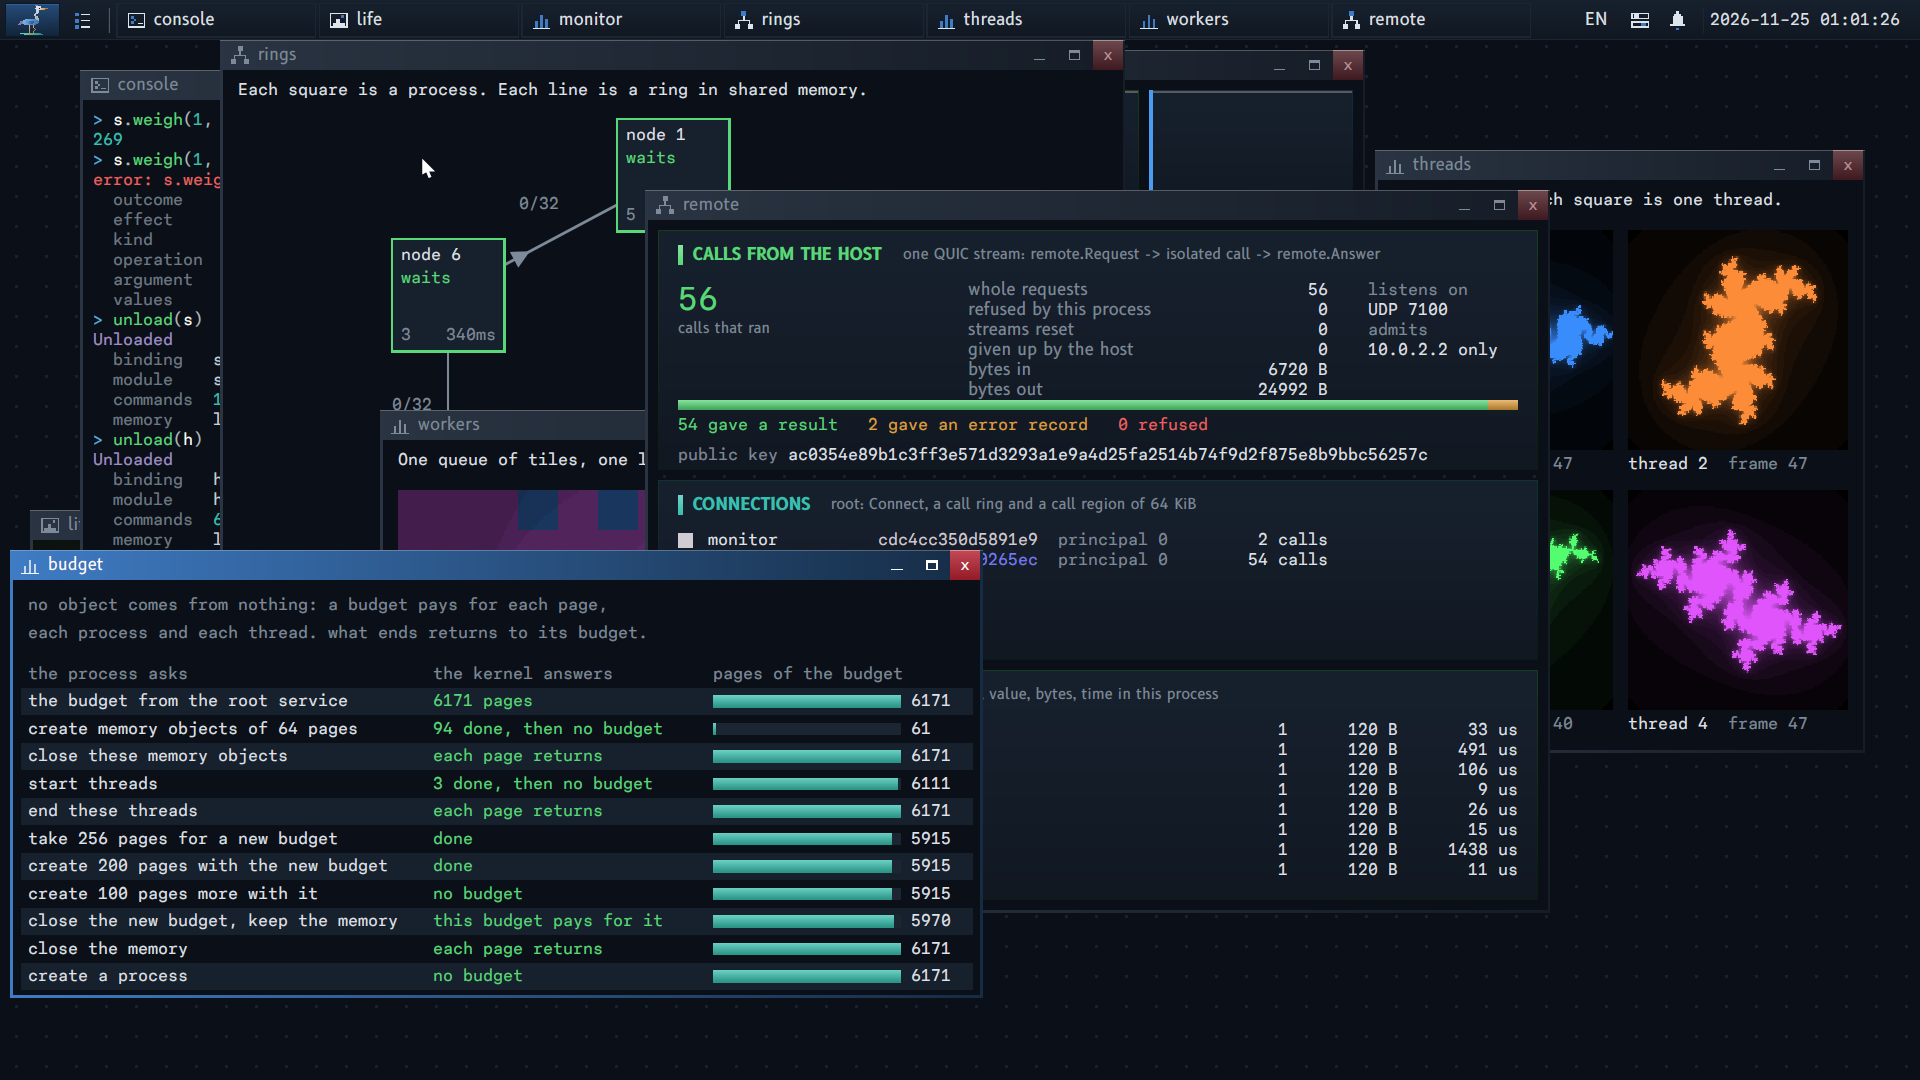 console
life
monitor
rings
threads
workers
remote
EN
2026-11-25 01:01:26
rings
Each square is a process. Each line is a ring in shared memory.
node 1
waits
5
0/32
node 6
waits
3 340ms
0/32
console
> s.weigh(1,
269
> s.weigh(1,
error: s.weig
outcome
effect
kind
operation
argument
values
> unload(s)
Unloaded
binding s
module s
commands 1
memory
> unload(h)
Unloaded
binding h
module h
commands 6
memory
li
workers
One queue of tiles, one
threads
square is one thread.
47
thread 2 frame 47
40
thread 4 frame 47
remote
CALLS FROM THE HOST one QUIC stream: remote.Request -> isolated call -> remote.Answer
56
calls that ran
whole requests 56
refused by this process 0
streams reset 0
given up by the host 0
bytes in 6720 B
bytes out 24992 B
listens on
UDP 7100
admits
10.0.2.2 only
54 gave a result 2 gave an error record 0 refused
public key ac0354e89b1c3ff3e571d3293a1e9a4d25fa2514b74f9d2f875e8b9bbc56257c
CONNECTIONS root: Connect, a call ring and a call region of 64 KiB
monitor cdc4cc350d5891e9 principal 0 2 calls
0265ec principal 0 54 calls
value, bytes, time in this process
1 120 B 33 us
1 120 B 491 us
1 120 B 106 us
1 120 B 9 us
1 120 B 26 us
1 120 B 15 us
1 120 B 1438 us
1 120 B 11 us
budget
no object comes from nothing: a budget pays for each page,
each process and each thread. what ends returns to its budget.
the process asks the kernel answers pages of the budget
the budget from the root service 6171 pages 6171
create memory objects of 64 pages 94 done, then no budget 61
close these memory objects each page returns 6171
start threads 3 done, then no budget 6111
end these threads each page returns 6171
take 256 pages for a new budget done 5915
create 200 pages with the new budget done 5915
create 100 pages more with it no budget 5915
close the new budget, keep the memory this budget pays for it 5970
close the memory each page returns 6171
create a process no budget 6171